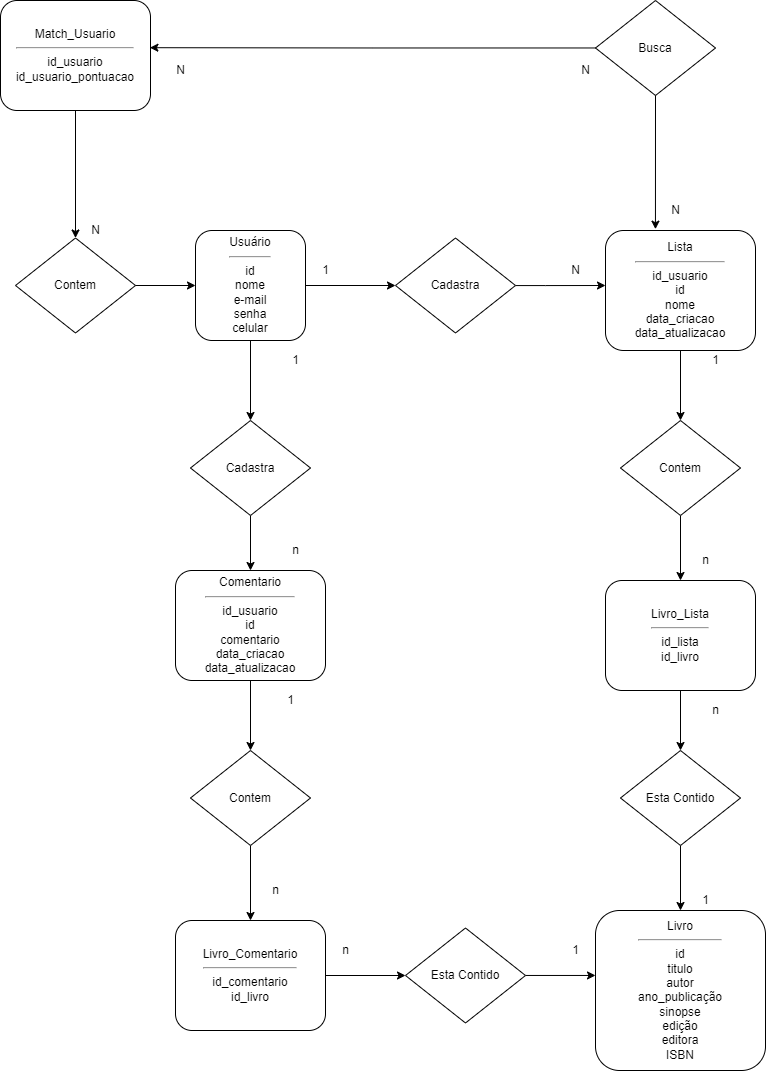 Match_Usuario
id_usuario
id_usuario_pontuacao
Busca
N
N
N
N
Contem
Usuário
id
nome
e-mail
senha
celular
1
Cadastra
N
Lista
id_usuario
id
nome
data_criacao
data_atualizacao
1
1
Cadastra
Contem
n
n
Comentario
id_usuario
id
comentario
data_criacao
data_atualizacao
Livro_Lista
id_lista
id_livro
1
n
Contem
Esta Contido
n
1
Livro_Comentario
id_comentario
id_livro
n
Esta Contido
1
Livro
id
titulo
autor
ano_publicação
sinopse
edição
editora
ISBN